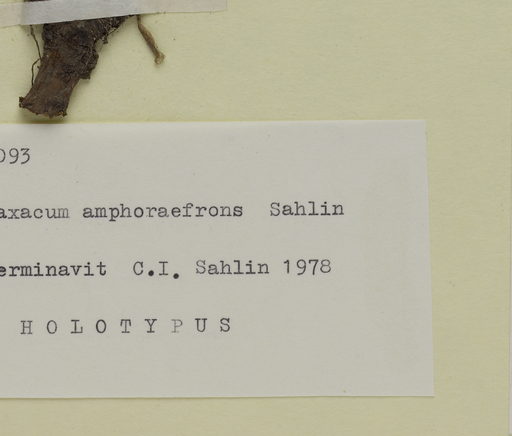 093
axacum amphoraefrons Sahlin
erminavit C.I. Sahlin 1978
H O L O T Y P U S